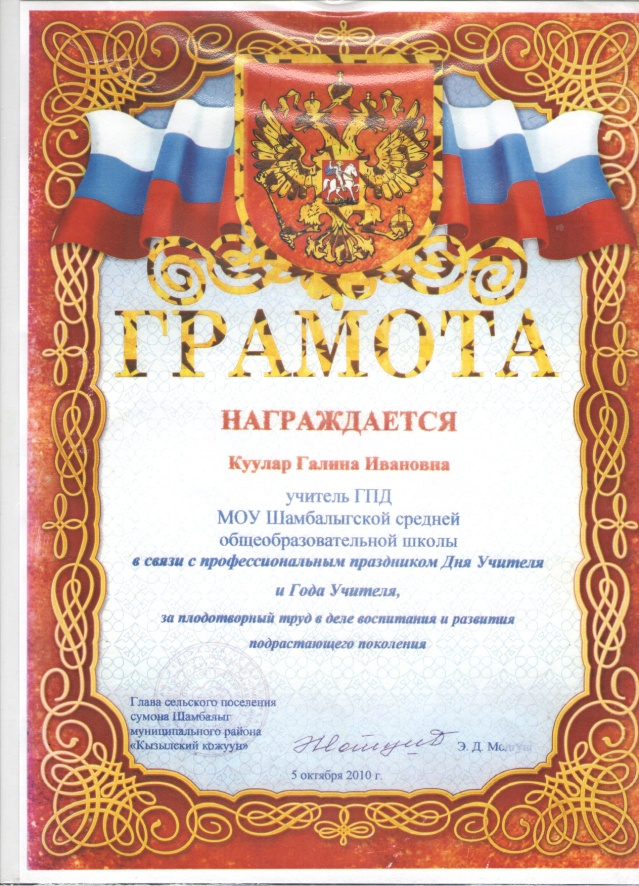 ГРАМОТА
НАГРАЖДАЕТСЯ
Куулар Галина Ивановна
учитель ГПД
МОУ Шамбалыгской средней
общеобразовательной школы
в связи с профессиональным праздником Дня Учителя
и Года Учителя,
за плодотворный труд в деле воспитания и развития
подрастающего поколения
Глава сельского поселения
сумона Шамбалыг
муниципального района
«Кызылский кожуун»
Э. Д.
5 октября 2010 г.